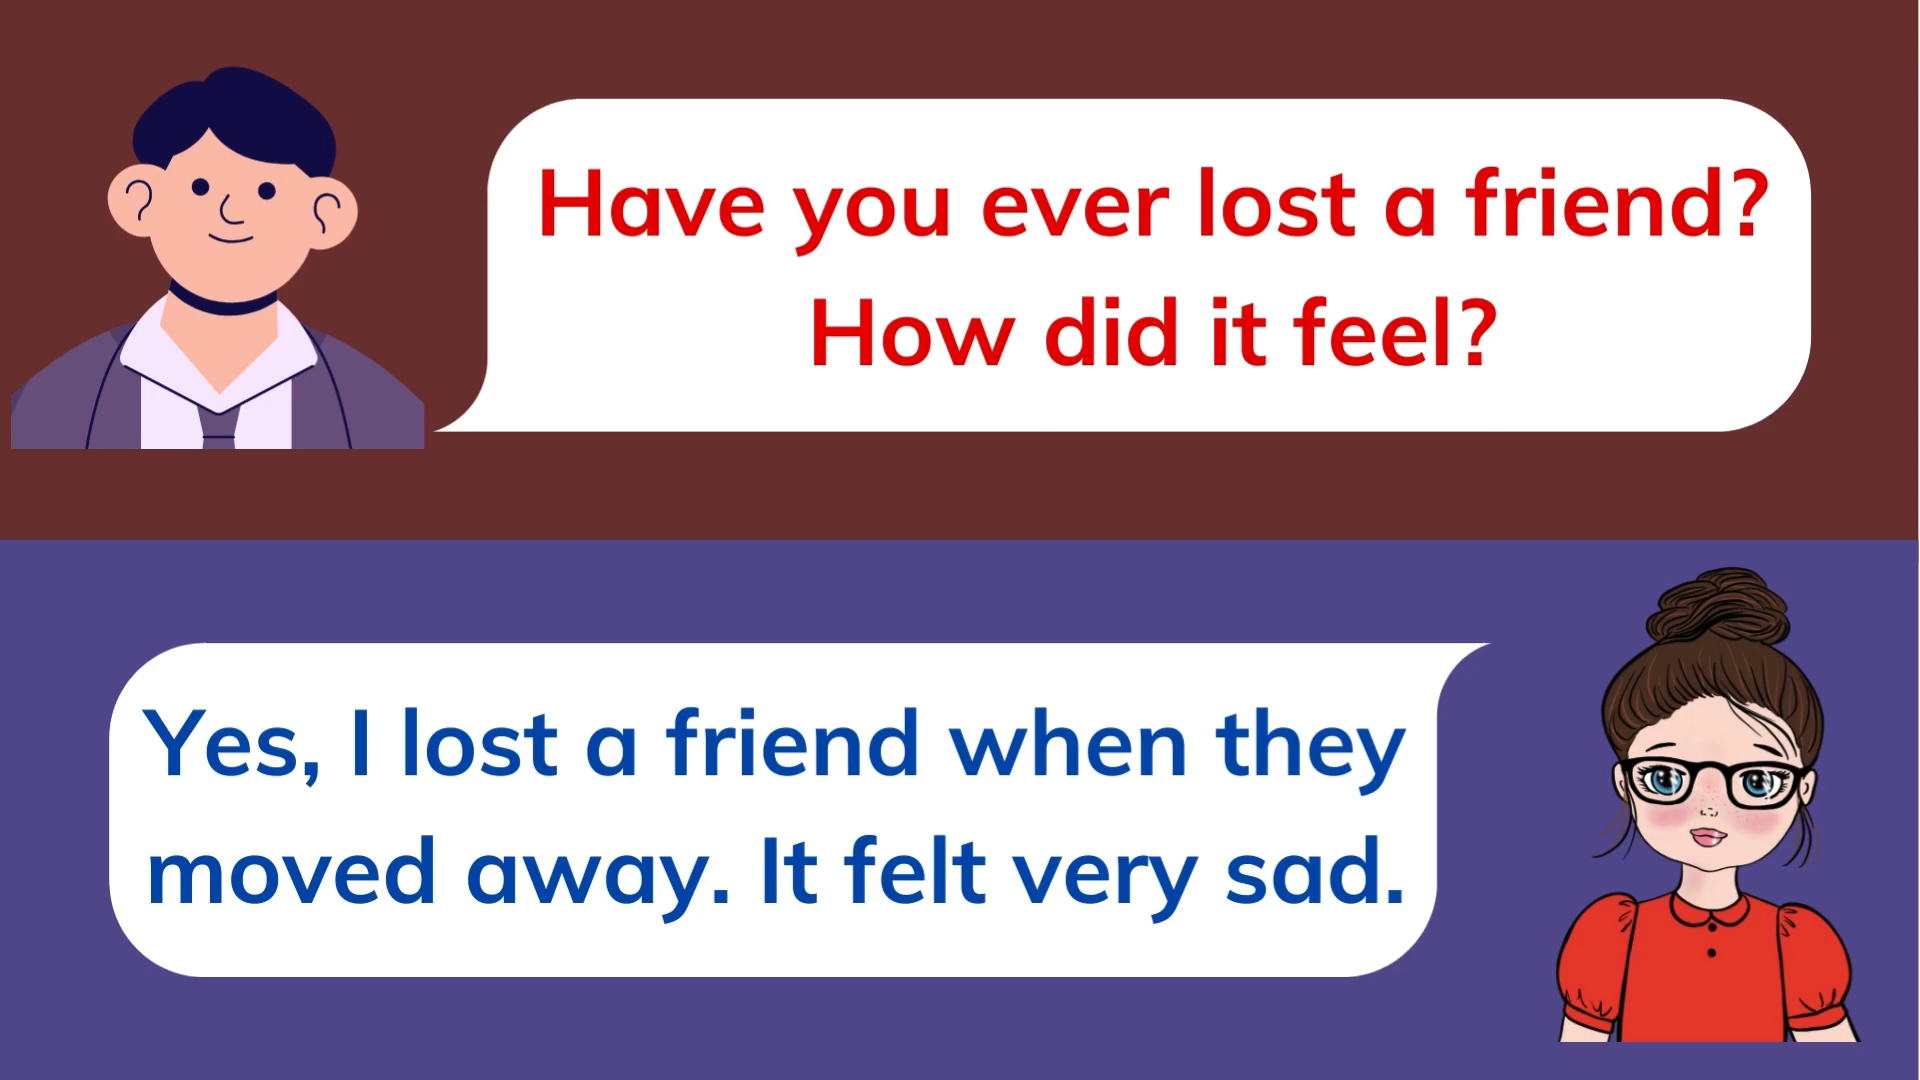 Have you ever lost a friend?
How did it feel?
Yes, I lost a friend when they
moved away. It felt very sad.